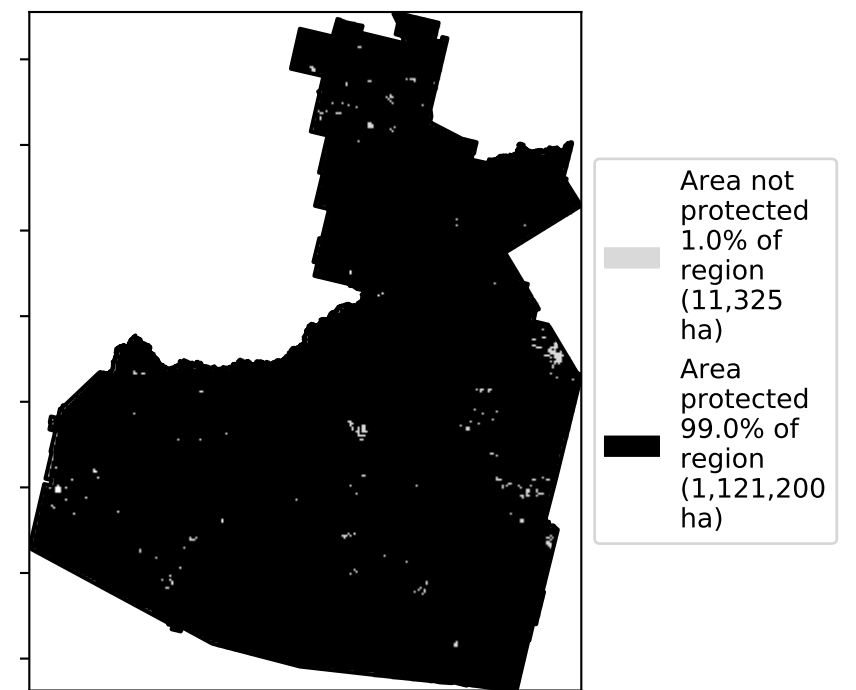 Area not
protected
1.0% of
region
(11,325
ha)
Area
protected
99.0% of
region
(1,121,200
ha)